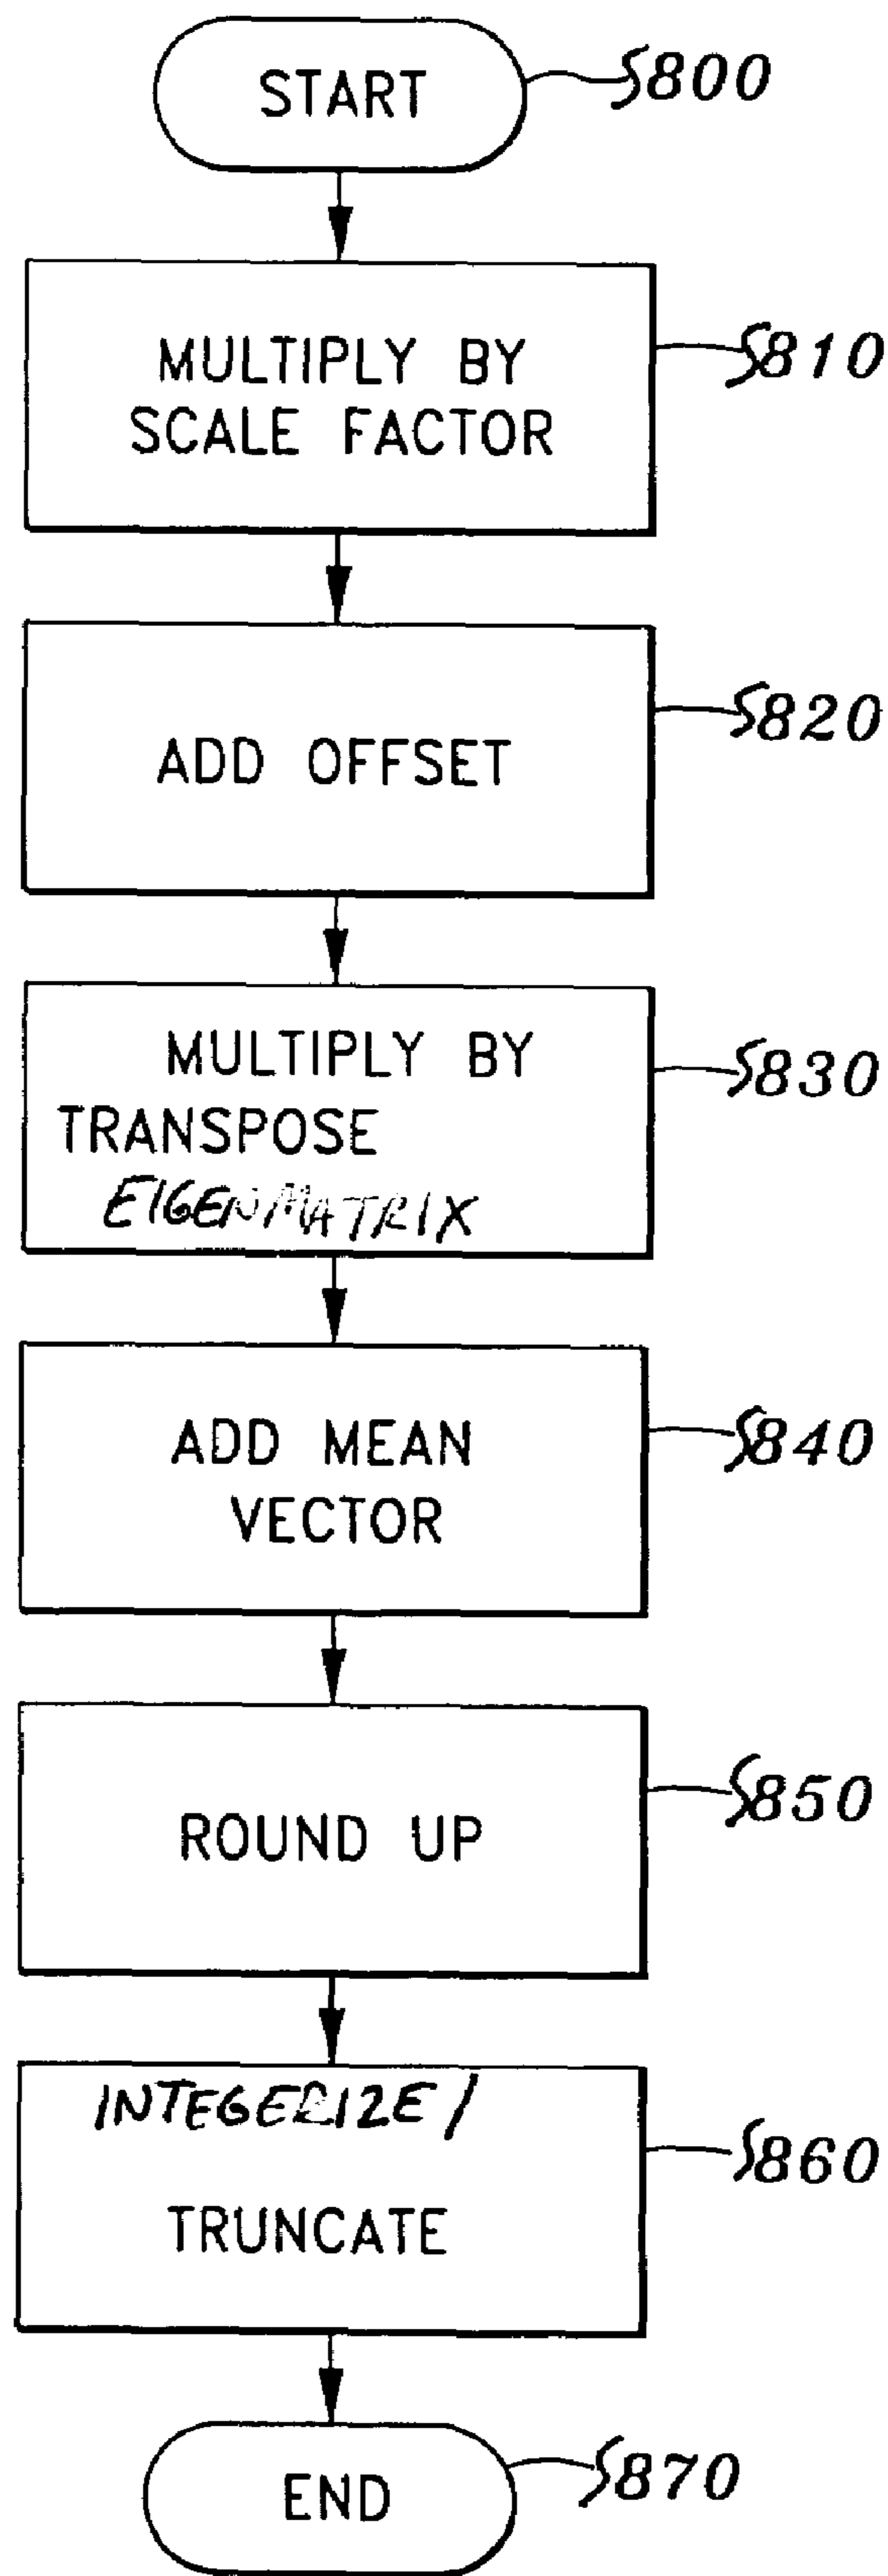 START
S800
MULTIPLY BY
SCALE FACTOR
S810
ADD OFFSET
S820
MULTIPLY BY
TRANSPOSE
EIGENMATRIX
S830
ADD MEAN
VECTOR
S840
ROUND UP
S850
INTEGERIZE /
TRUNCATE
S860
END
S870